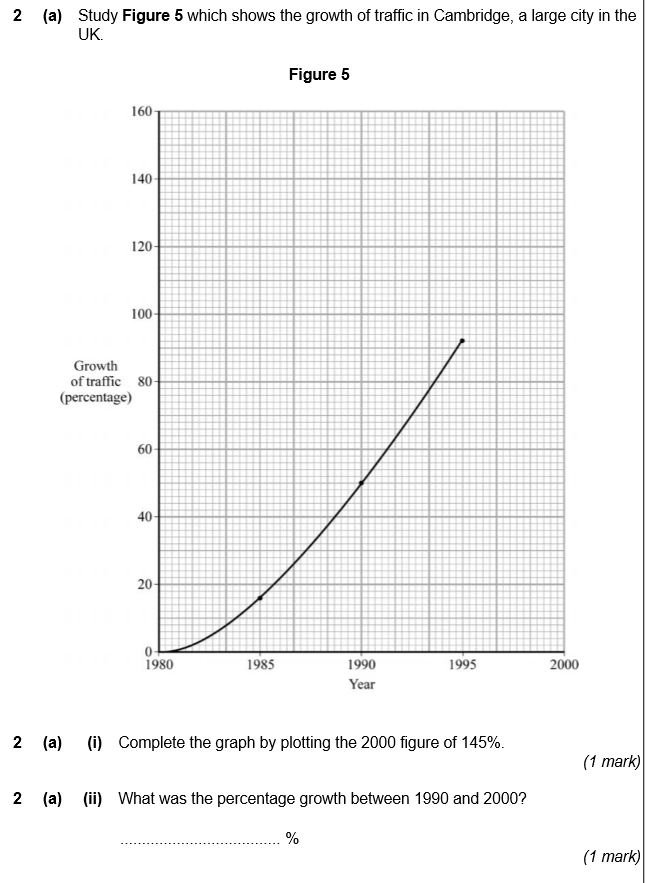 2 (a) Study Figure 5 which shows the growth of traffic in Cambridge, a large city in the
UK.
Figure 5
160
140
120
100
Growth
of traffic
(percentage)
80
60
40
20
0
1980 1985 1990 1995 2000
Year
2 (a) (i) Complete the graph by plotting the 2000 figure of 145%.
(1 mark)
2 (a) (ii) What was the percentage growth between 1990 and 2000?
.................................... %
(1 mark)